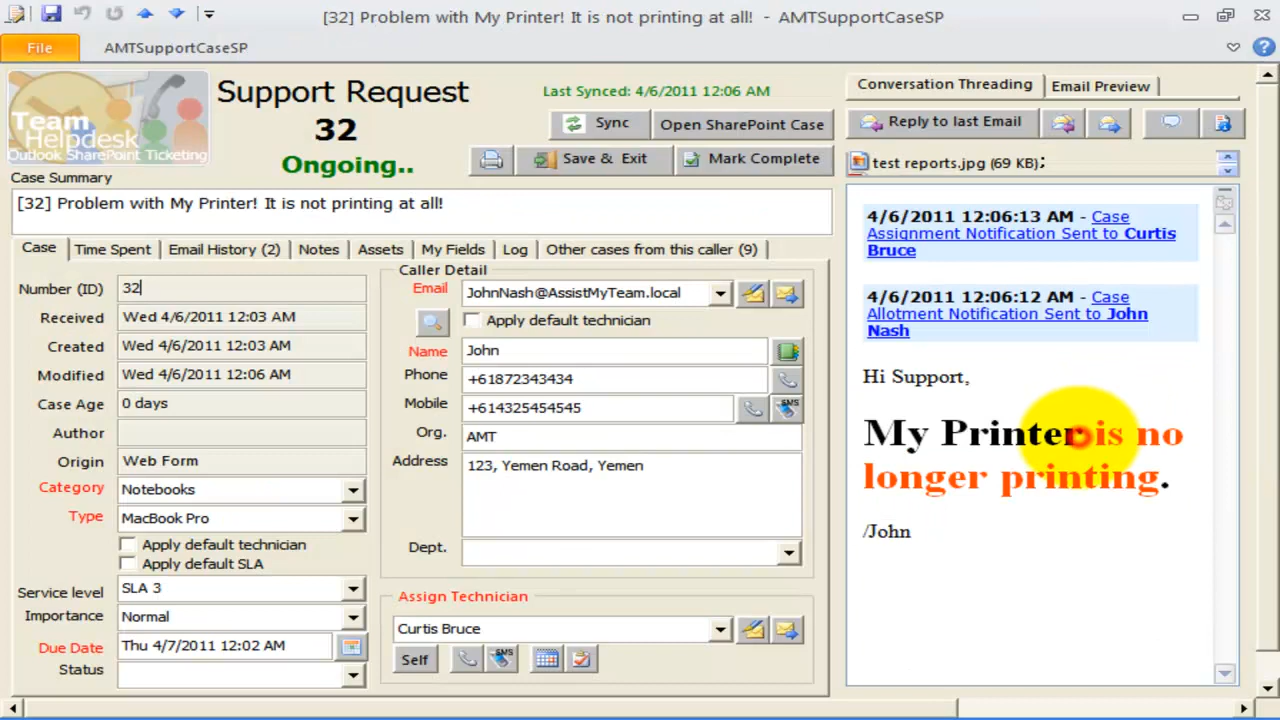 [32] Problem with My Printer! It is not printing at all! - AMTSupportCaseSP
File AMTSupportCaseSP
Team
Helpdesk
Outlook SharePoint Ticketing
Support Request
32
Ongoing..
Last Synced: 4/6/2011 12:06 AM
Sync Open SharePoint Case
Save & Exit Mark Complete
Case Summary
[32] Problem with My Printer! It is not printing at all!
Case Time Spent Email History (2) Notes Assets My Fields Log Other cases from this caller (9)
Number (ID) 32
Received Wed 4/6/2011 12:03 AM
Created Wed 4/6/2011 12:03 AM
Modified Wed 4/6/2011 12:06 AM
Case Age 0 days
Author
Origin Web Form
Category Notebooks
Type MacBook Pro
Apply default technician
Apply default SLA
Service level SLA 3
Importance Normal
Due Date Thu 4/7/2011 12:02 AM
Status
Caller Detail
Email JohnNash@AssistMyTeam.local
Apply default technician
Name John
Phone +61872343434
Mobile +614325454545
SMS
Org. AMT
Address 123, Yemen Road, Yemen
Dept.
Assign Technician
Curtis Bruce
Self SMS
Conversation Threading Email Preview
Reply to last Email
test reports.jpg (69 KB):
4/6/2011 12:06:13 AM - Case
Assignment Notification Sent to Curtis
Bruce
4/6/2011 12:06:12 AM - Case
Allotment Notification Sent to John
Nash
Hi Support,
My Printer is no
longer printing.
/John